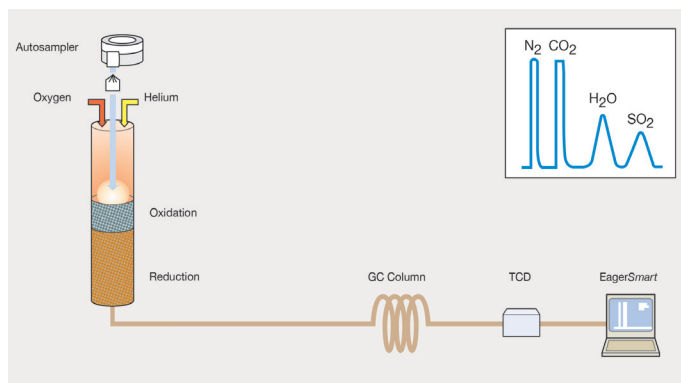 Autosampler
Oxygen
Helium
Oxidation
Reduction
GC Column
TCD
EagerSmart
N2 CO2
H2O
SO2